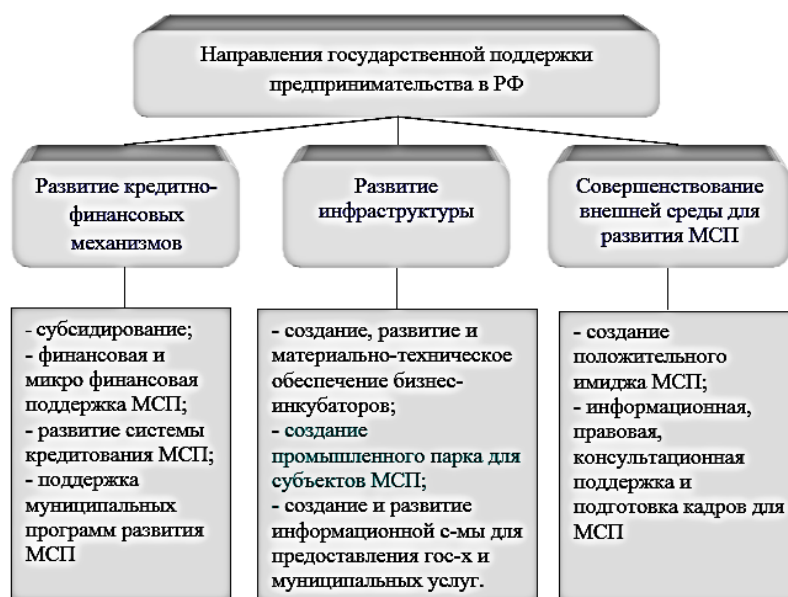 Направления государственной поддержки
предпринимательства в РФ
Развитие кредитно-
финансовых
механизмов
Развитие
инфраструктуры
Совершенствование
внешней среды для
развития МСП
- субсидирование;
- финансовая и
микро финансовая
поддержка МСП;
- развитие системы
кредитования МСП;
- поддержка
муниципальных
программ развития
МСП
- создание, развитие и
материально-техническое
обеспечение бизнес-
инкубаторов;
- создание
промышленного парка для
субъектов МСП;
- создание и развитие
информационной с-мы для
предоставления гос-х и
муниципальных услуг.
- создание
положительного
имиджа МСП;
- информационная,
правовая,
консультационная
поддержка и
подготовка кадров для
МСП